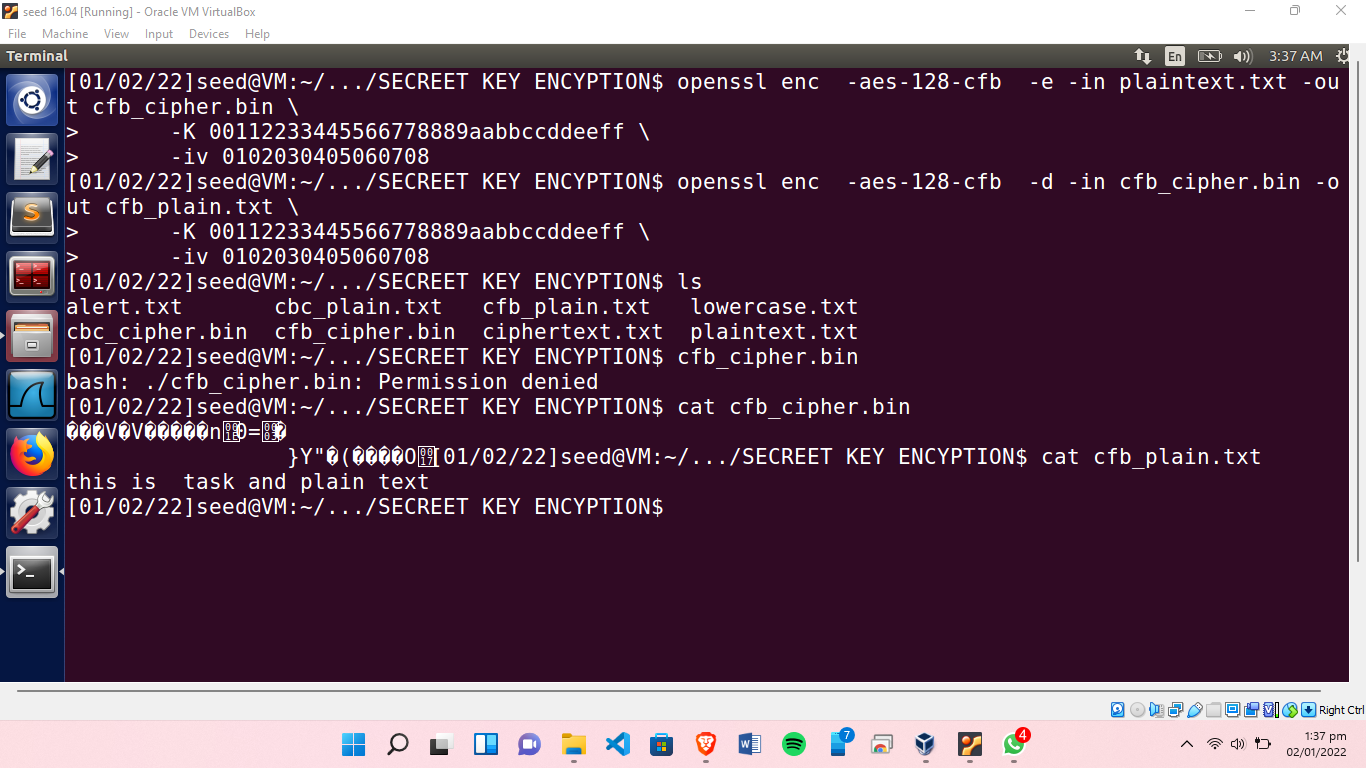 seed 16.04 [Running] - Oracle VM VirtualBox
File Machine View Input Devices Help
Terminal En 3:37 AM
[01/02/22]seed@VM:~/.../SECREET KEY ENCYPTION$ openssl enc  -aes-128-cfb  -e -in plaintext.txt -ou
t cfb_cipher.bin \
>       -K 00112233445566778889aabbccddeeff \
>       -iv 0102030405060708
[01/02/22]seed@VM:~/.../SECREET KEY ENCYPTION$ openssl enc  -aes-128-cfb  -d -in cfb_cipher.bin -o
ut cfb_plain.txt \
>       -K 00112233445566778889aabbccddeeff \
>       -iv 0102030405060708
[01/02/22]seed@VM:~/.../SECREET KEY ENCYPTION$ ls
alert.txt       cbc_plain.txt   cfb_plain.txt   lowercase.txt
cbc_cipher.bin  cfb_cipher.bin  ciphertext.txt  plaintext.txt
[01/02/22]seed@VM:~/.../SECREET KEY ENCYPTION$ cfb_cipher.bin
bash: ./cfb_cipher.bin: Permission denied
[01/02/22]seed@VM:~/.../SECREET KEY ENCYPTION$ cat cfb_cipher.bin
���V�V�����n0=�
}Y"�(����O[01/02/22]seed@VM:~/.../SECREET KEY ENCYPTION$ cat cfb_plain.txt
this is  task and plain text
[01/02/22]seed@VM:~/.../SECREET KEY ENCYPTION$
Right Ctrl
7
4
1:37 pm
02/01/2022